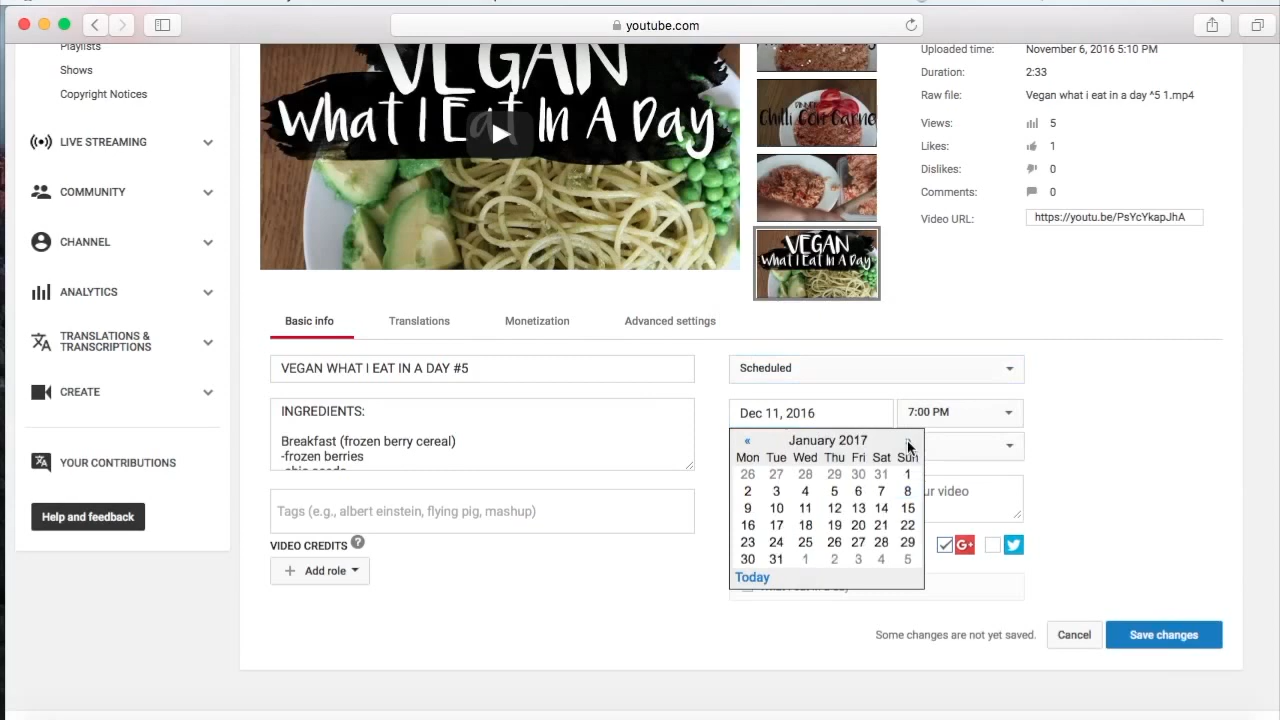 youtube.com
Playlists
Shows
Copyright Notices
LIVE STREAMING
COMMUNITY
CHANNEL
ANALYTICS
TRANSLATIONS &
TRANSCRIPTIONS
CREATE
YOUR CONTRIBUTIONS
Help and feedback
VEGAN
What I Eat In A Day
DINNER
Chilli Con Carne
VEGAN
What I Eat In A Day
Uploaded time: November 6, 2016 5:10 PM
Duration: 2:33
Raw file: Vegan what i eat in a day ^5 1.mp4
Views: 5
Likes: 1
Dislikes: 0
Comments: 0
Video URL: https://youtu.be/PsYcYkapJhA
Basic info Translations Monetization Advanced settings
VEGAN WHAT I EAT IN A DAY #5
INGREDIENTS:
Breakfast (frozen berry cereal)
-frozen berries
Tags (e.g., albert einstein, flying pig, mashup)
VIDEO CREDITS ?
+ Add role
Scheduled
Dec 11, 2016 7:00 PM
« January 2017 »
Mon Tue Wed Thu Fri Sat Sun
26 27 28 29 30 31 1
2 3 4 5 6 7 8
9 10 11 12 13 14 15
16 17 18 19 20 21 22
23 24 25 26 27 28 29
30 31 1 2 3 4 5
Today
ur video
G+
Some changes are not yet saved. Cancel Save changes